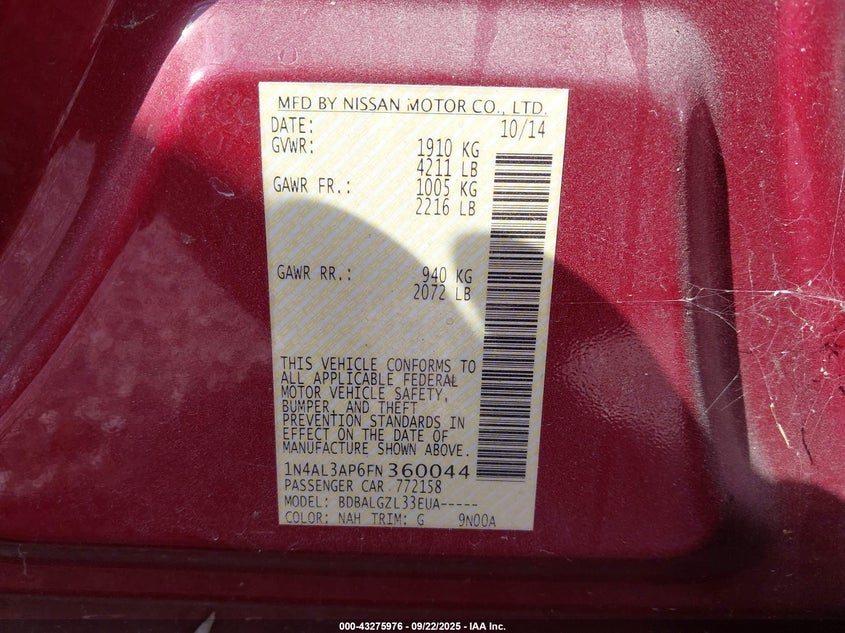 MFD BY NISSAN MOTOR CO., LTD.
DATE: 10/14
GVWR: 1910 KG
4211 LB
GAWR FR.: 1005 KG
2216 LB
GAWR RR.: 940 KG
2072 LB
THIS VEHICLE CONFORMS TO
ALL APPLICABLE FEDERAL
MOTOR VEHICLE SAFETY,
BUMPER, AND THEFT
PREVENTION STANDARDS IN
EFFECT ON THE DATE OF
MANUFACTURE SHOWN ABOVE.
1N4AL3AP6FN360044
PASSENGER CAR 772158
MODEL: BDBALGZL33EUA-----
COLOR: NAH TRIM: G 9N00A
000-43275976 - 09/22/2025 - IAA Inc.